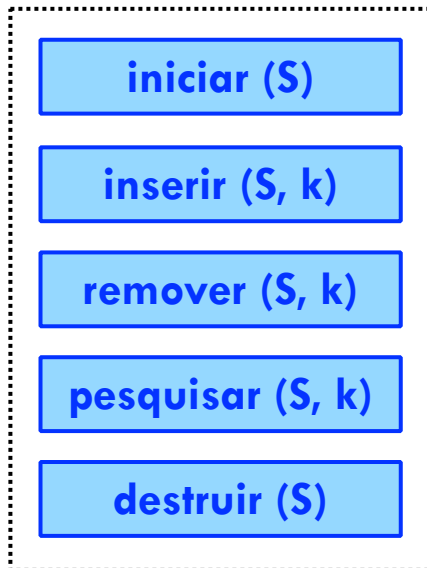 iniciar (S)
inserir (S, k)
remover (S, k)
pesquisar (S, k)
destruir (S)